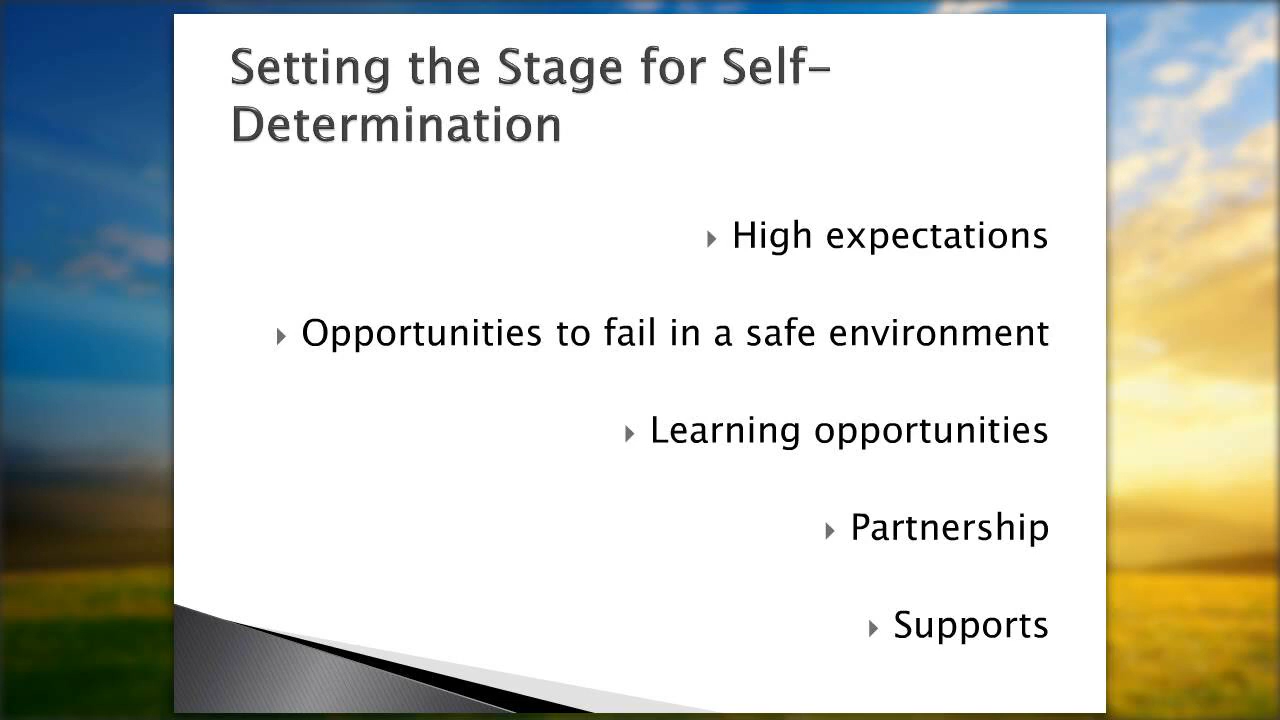 Setting the Stage for Self-
Determination
High expectations
Opportunities to fail in a safe environment
Learning opportunities
Partnership
Supports